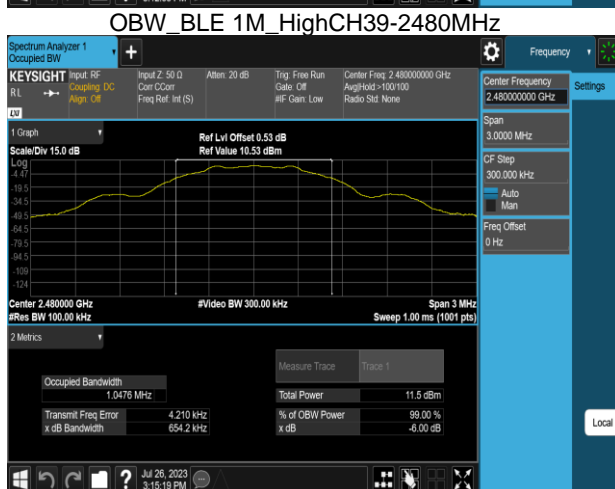 OBW_BLE 1M_HighCH39-2480MHz
Spectrum Analyzer 1
Occupied BW
Frequency
KEYSIGHT
Input: RF
Coupling: DC
Align: Off
Input Z: 50 Ω
Corr CCorr
Freq Ref: Int (S)
Atten: 20 dB
Trig: Free Run
Gate: Off
#IF Gain: Low
Center Freq: 2.480000000 GHz
Avg|Hold:>100/100
Radio Std: None
RL
LXI
Center Frequency
2.480000000 GHz
Settings
Span
3.0000 MHz
CF Step
300.000 kHz
Auto
Man
Freq Offset
0 Hz
1 Graph
Scale/Div 15.0 dB
Ref Lvl Offset 0.53 dB
Ref Value 10.53 dBm
Log
-4.47
-19.5
-34.5
-49.5
-64.5
-79.5
-94.5
-109
-124
Center 2.480000 GHz
#Video BW 300.00 kHz
Span 3 MHz
#Res BW 100.00 kHz
Sweep 1.00 ms (1001 pts)
2 Metrics
Measure Trace
Trace 1
Occupied Bandwidth
1.0476 MHz
Total Power
11.5 dBm
Transmit Freq Error
4.210 kHz
% of OBW Power
99.00 %
x dB Bandwidth
654.2 kHz
x dB
-6.00 dB
Local
Jul 26, 2023
3:15:19 PM